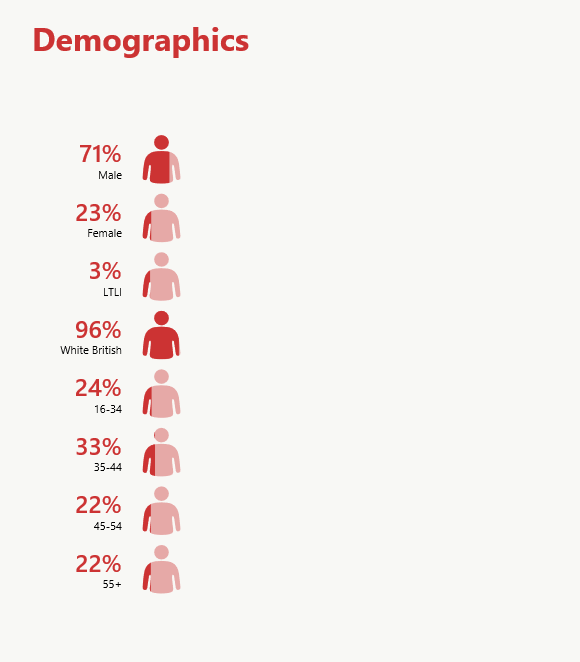 Demographics
71%
Male
23%
Female
3%
LTLI
96%
White British
24%
16-34
33%
35-44
22%
45-54
22%
55+